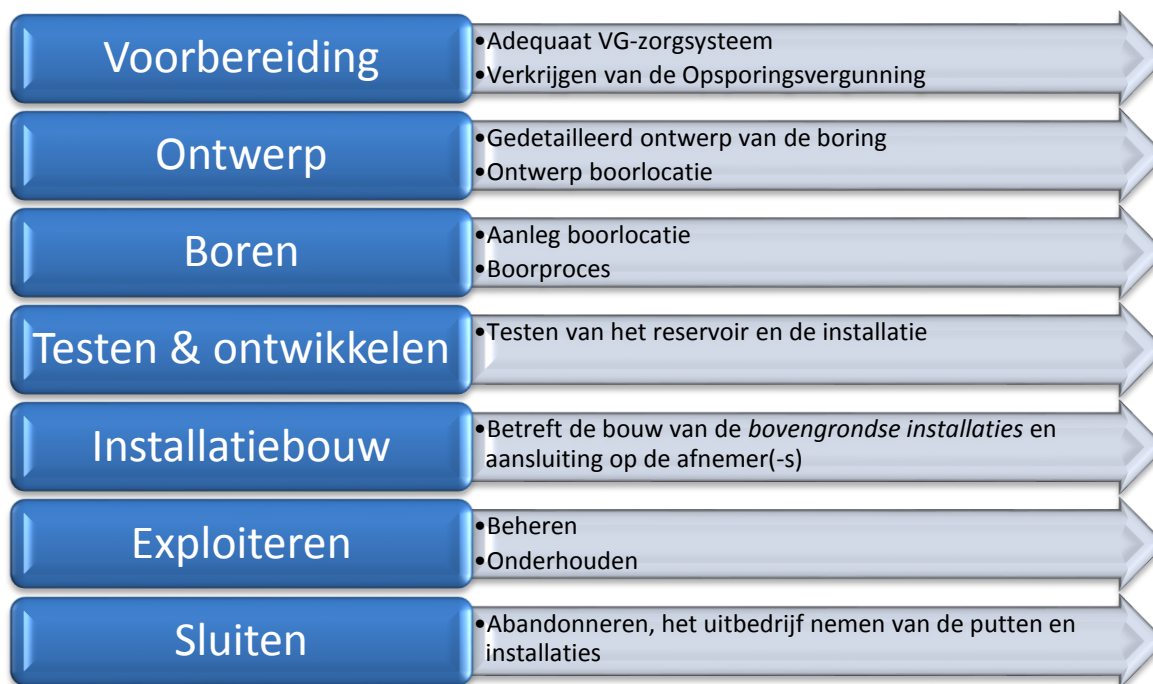 Voorbereiding
•Adequaat VG-zorgsysteem
•Verkrijgen van de Opsporingsvergunning
Ontwerp
•Gedetailleerd ontwerp van de boring
•Ontwerp boorlocatie
Boren
•Aanleg boorlocatie
•Boorproces
Testen & ontwikkelen
•Testen van het reservoir en de installatie
Installatiebouw
•Betreft de bouw van de bovengrondse installaties en
aansluiting op de afnemer(-s)
Exploiteren
•Beheren
•Onderhouden
Sluiten
•Abandonneren, het uitbedrijf nemen van de putten en
installaties